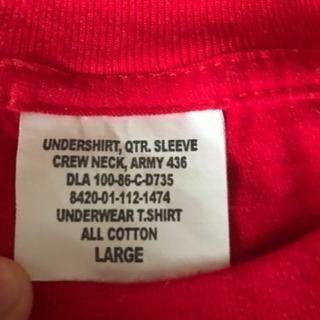 UNDERSHIRT, QTR. SLEEVE
CREW NECK, ARMY 436
DLA 100-86-C-D735
8420-01-112-1474
UNDERWEAR T.SHIRT
ALL COTTON
LARGE